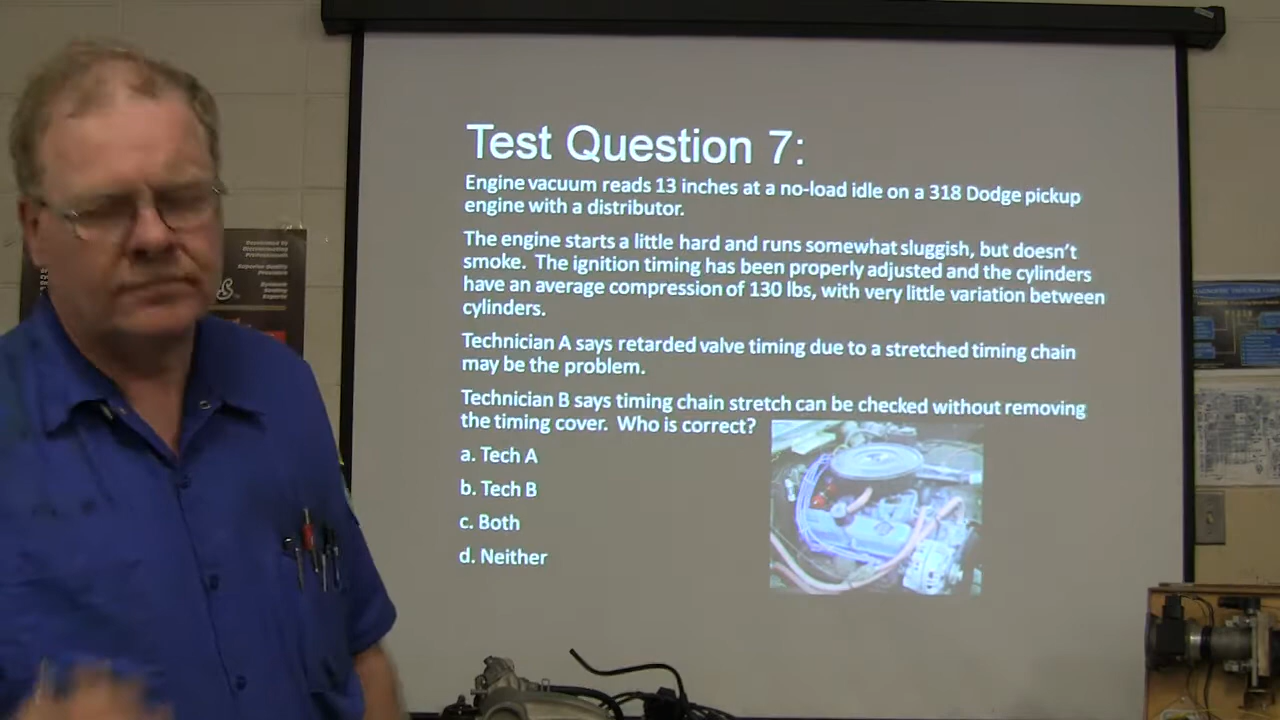 Test Question 7:
Engine vacuum reads 13 inches at a no-load idle on a 318 Dodge pickup
engine with a distributor.
The engine starts a little hard and runs somewhat sluggish, but doesn't
smoke. The ignition timing has been properly adjusted and the cylinders
have an average compression of 130 lbs, with very little variation between
cylinders.
Technician A says retarded valve timing due to a stretched timing chain
may be the problem.
Technician B says timing chain stretch can be checked without removing
the timing cover. Who is correct?
a. Tech A
b. Tech B
c. Both
d. Neither